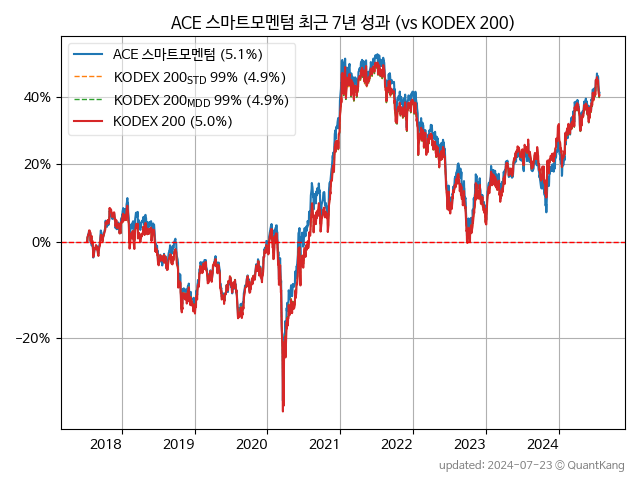 ACE 스마트모멘텀 최근 7년 성과 (vs KODEX 200)
ACE 스마트모멘텀 (5.1%)
KODEX 200STD 99% (4.9%)
KODEX 200MDD 99% (4.9%)
KODEX 200 (5.0%)
40%
20%
0%
−20%
2018 2019 2020 2021 2022 2023 2024
updated: 2024-07-23 © QuantKang